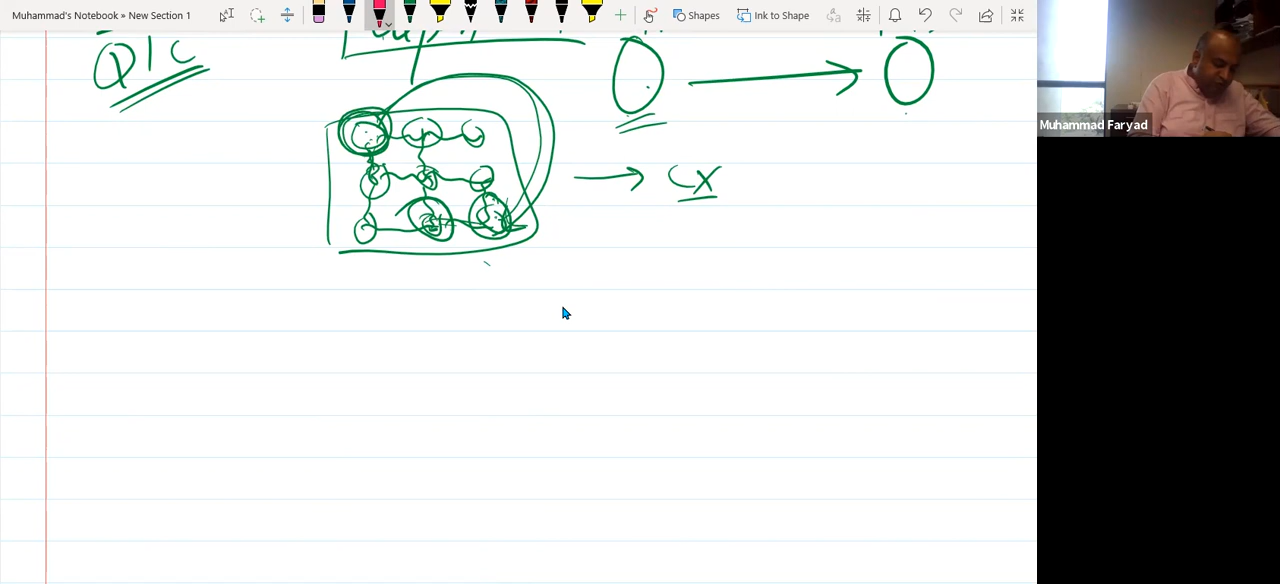 Muhammad's Notebook » New Section 1
Shapes
Ink to Shape
Muhammad Faryad
QIC
CX